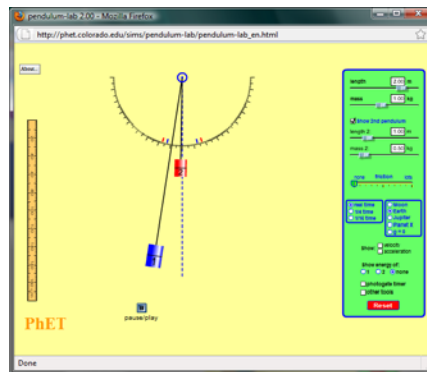 pendulum-lab 2.00 - Mozilla Firefox
http://phet.colorado.edu/sims/pendulum-lab/pendulum-lab_en.html
About...
length 2.00 m
mass 1.00 kg
Show 2nd pendulum
length 2 1.00 m
mass 2 0.50 kg
none friction lots
real time
1/4 time
1/16 time
Moon
Earth
Jupiter
Planet X
g = 0
Show: velocity
acceleration
Show energy of:
1 2 none
photogate timer
other tools
Reset
pause/play
PhET
Done